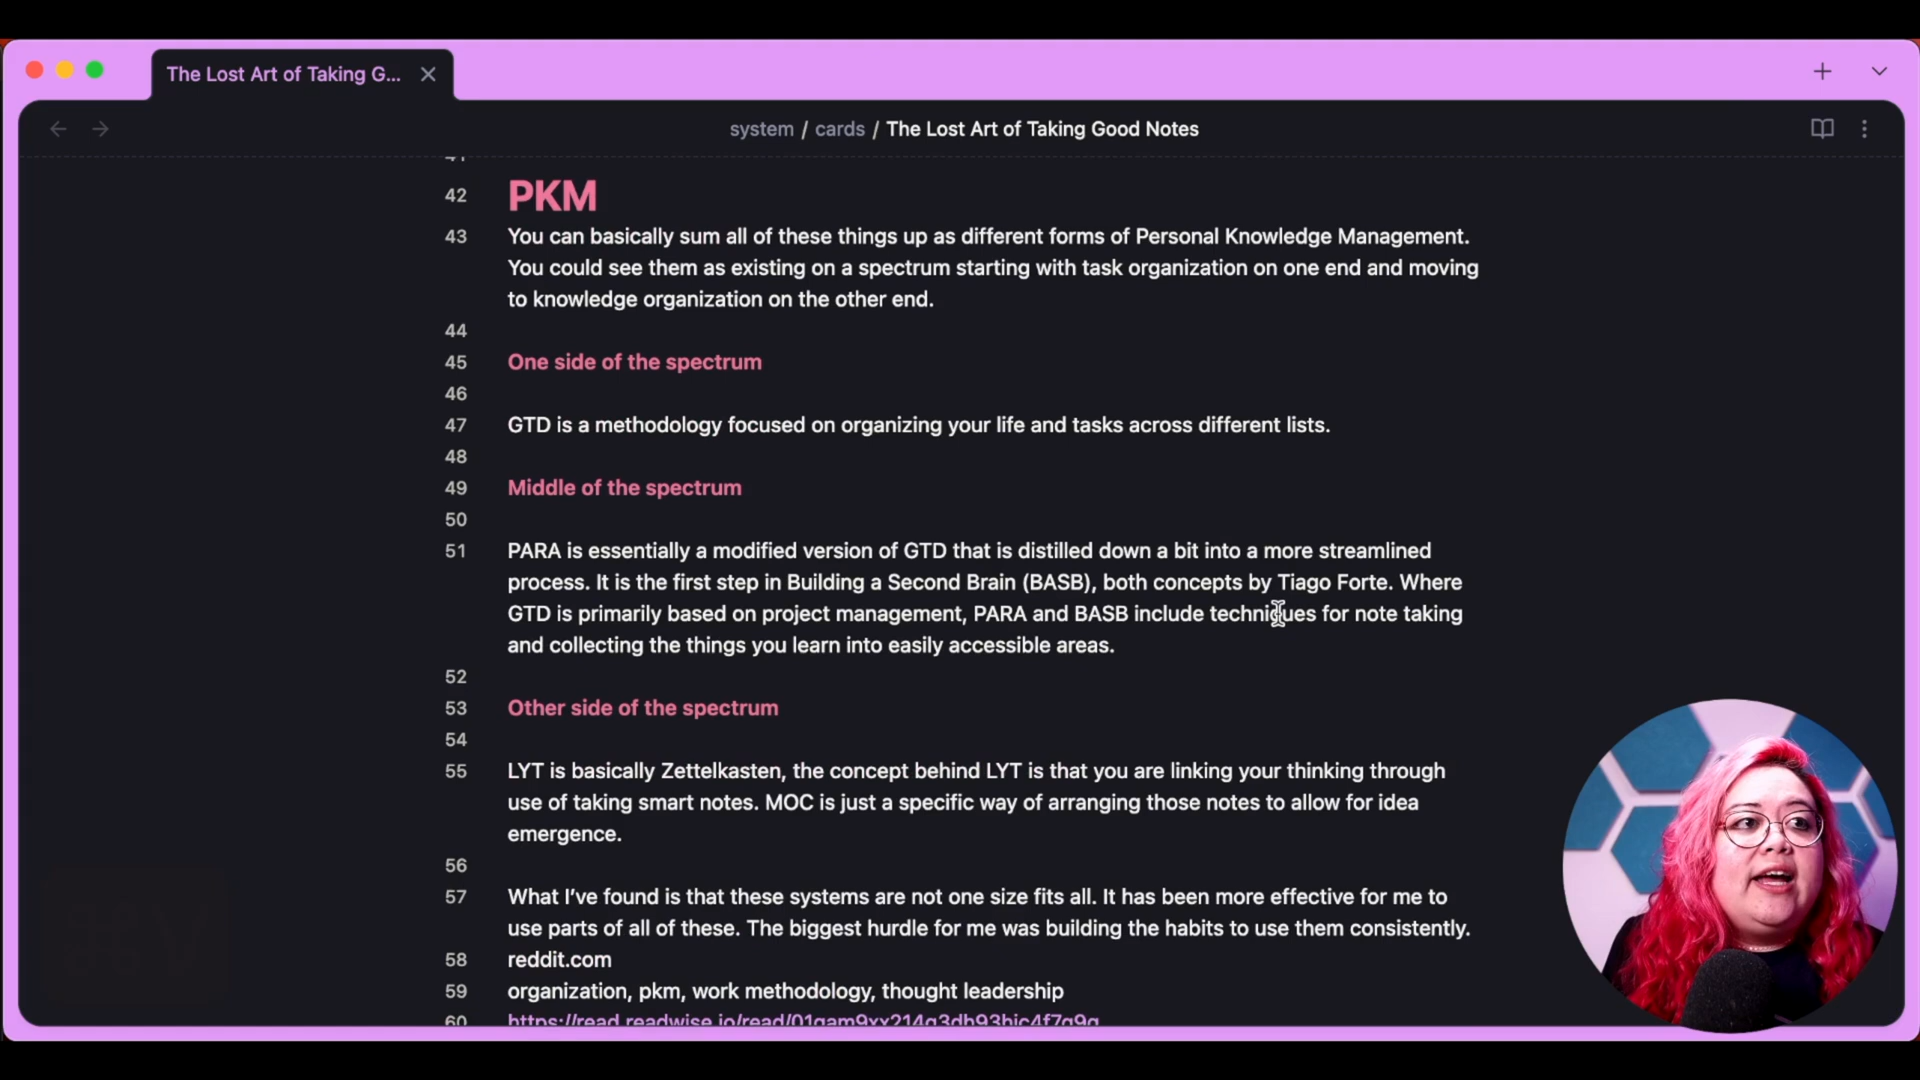 The Lost Art of Taking G...
system / cards / The Lost Art of Taking Good Notes
42 PKM
43 You can basically sum all of these things up as different forms of Personal Knowledge Management.
You could see them as existing on a spectrum starting with task organization on one end and moving
to knowledge organization on the other end.
44
45 One side of the spectrum
46
47 GTD is a methodology focused on organizing your life and tasks across different lists.
48
49 Middle of the spectrum
50
51 PARA is essentially a modified version of GTD that is distilled down a bit into a more streamlined
process. It is the first step in Building a Second Brain (BASB), both concepts by Tiago Forte. Where
GTD is primarily based on project management, PARA and BASB include techniques for note taking
and collecting the things you learn into easily accessible areas.
52
53 Other side of the spectrum
54
55 LYT is basically Zettelkasten, the concept behind LYT is that you are linking your thinking through
use of taking smart notes. MOC is just a specific way of arranging those notes to allow for idea
emergence.
56
57 What I’ve found is that these systems are not one size fits all. It has been more effective for me to
use parts of all of these. The biggest hurdle for me was building the habits to use them consistently.
58 reddit.com
59 organization, pkm, work methodology, thought leadership
60